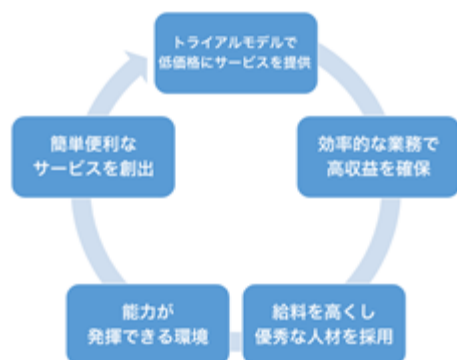 トライアルモデルで
低価格にサービスを提供
効率的な業務で
高収益を確保
給料を高くし
優秀な人材を採用
能力が
発揮できる環境
簡単便利な
サービスを創出